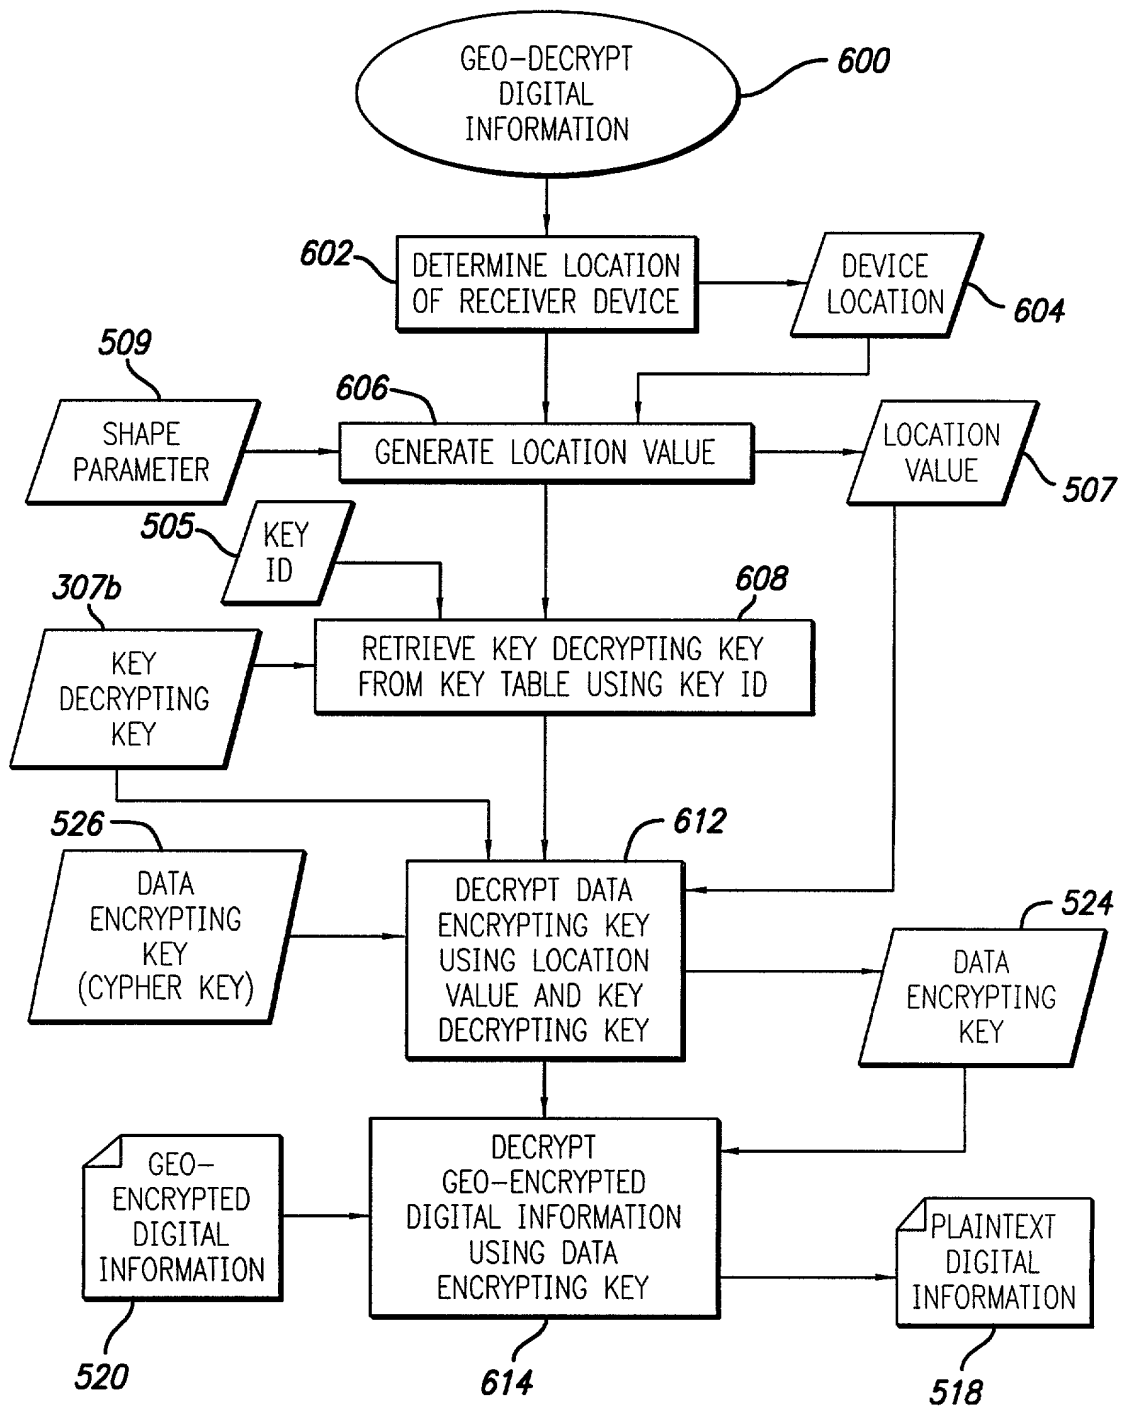 GEO-DECRYPT
DIGITAL
INFORMATION
600
602
DETERMINE LOCATION
OF RECEIVER DEVICE
DEVICE
LOCATION
604
509
SHAPE
PARAMETER
606
GENERATE LOCATION VALUE
LOCATION
VALUE
507
505
KEY
ID
307b
KEY
DECRYPTING
KEY
608
RETRIEVE KEY DECRYPTING KEY
FROM KEY TABLE USING KEY ID
526
DATA
ENCRYPTING
KEY
(CYPHER KEY)
612
DECRYPT DATA
ENCRYPTING KEY
USING LOCATION
VALUE AND KEY
DECRYPTING KEY
524
DATA
ENCRYPTING
KEY
GEO-
ENCRYPTED
DIGITAL
INFORMATION
520
DECRYPT
GEO-ENCRYPTED
DIGITAL INFORMATION
USING DATA
ENCRYPTING KEY
614
PLAINTEXT
DIGITAL
INFORMATION
518